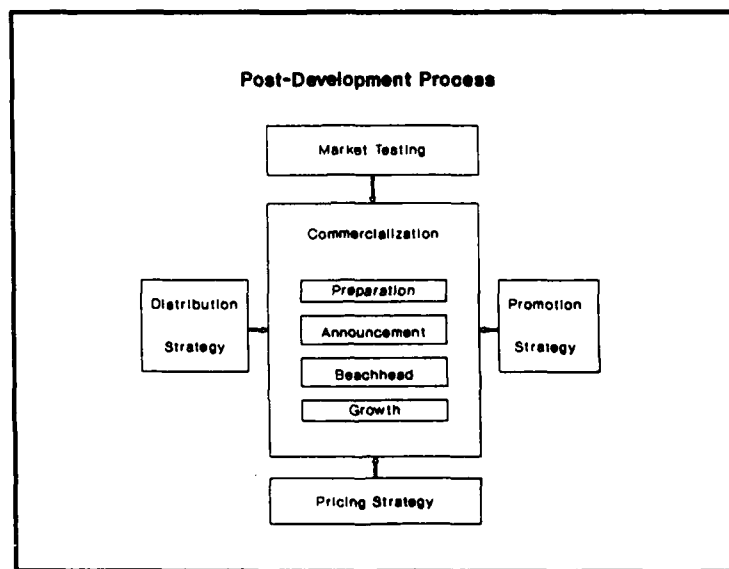 Post-Development Process
Market Testing
Commercialization
Preparation
Announcement
Beachhead
Growth
Distribution
Strategy
Promotion
Strategy
Pricing Strategy